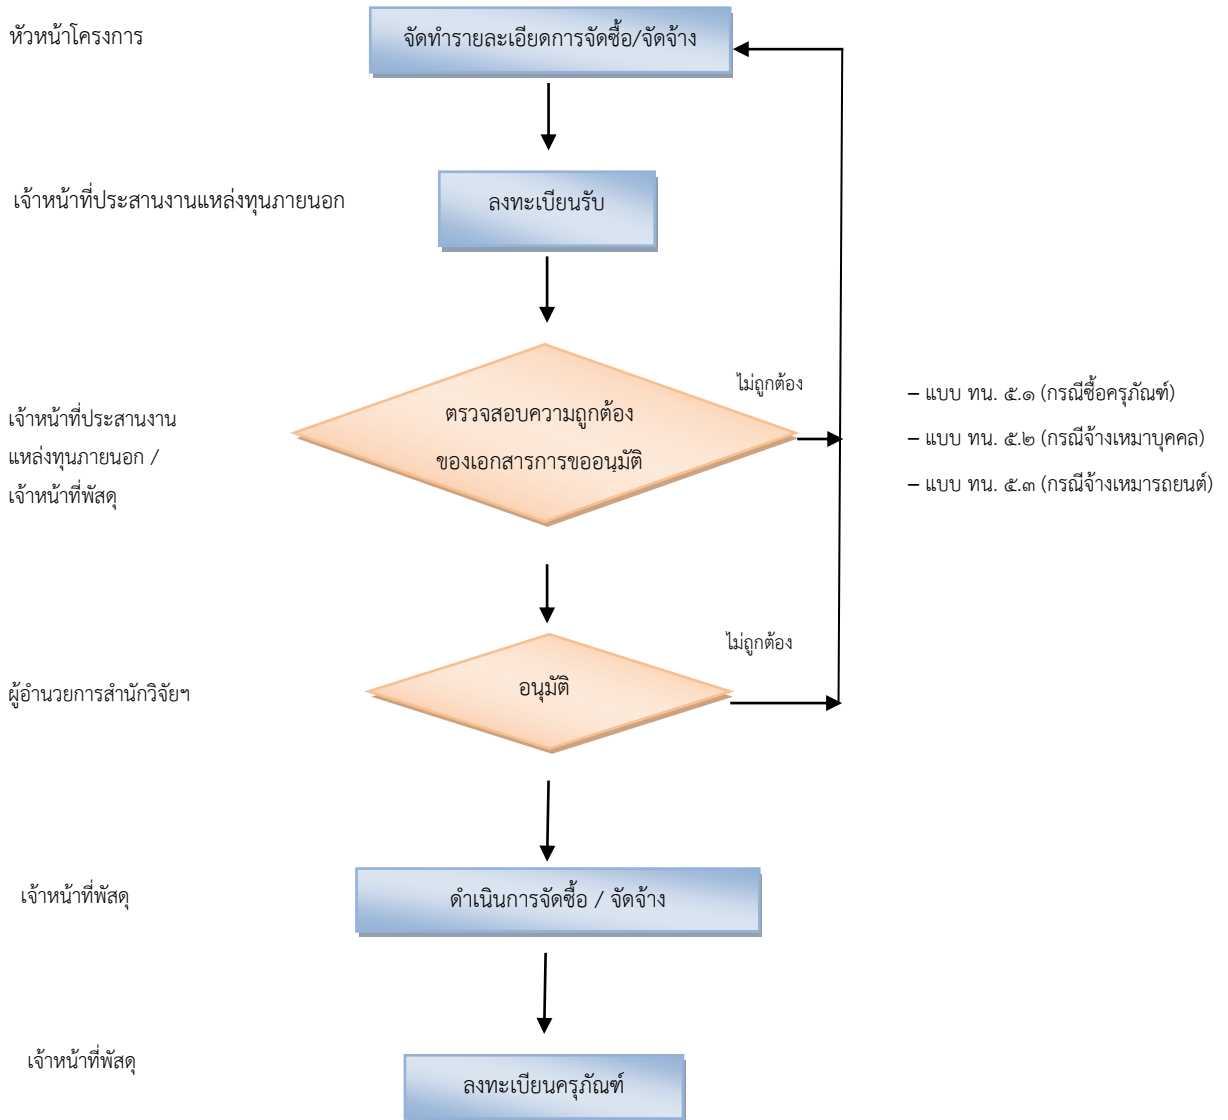 หัวหน้าโครงการ
จัดทำรายละเอียดการจัดซื้อ/จัดจ้าง
เจ้าหน้าที่ประสานงานแหล่งทุนภายนอก
ลงทะเบียนรับ
เจ้าหน้าที่ประสานงาน
แหล่งทุนภายนอก /
เจ้าหน้าที่พัสดุ
ตรวจสอบความถูกต้อง
ของเอกสารการขออนุมัติ
ไม่ถูกต้อง
– แบบ ทน. ๕.๑ (กรณีซื้อครุภัณฑ์)
– แบบ ทน. ๕.๒ (กรณีจ้างเหมาบุคคล)
– แบบ ทน. ๕.๓ (กรณีจ้างเหมารถยนต์)
ผู้อำนวยการสำนักวิจัยฯ
อนุมัติ
ไม่ถูกต้อง
เจ้าหน้าที่พัสดุ
ดำเนินการจัดซื้อ / จัดจ้าง
เจ้าหน้าที่พัสดุ
ลงทะเบียนครุภัณฑ์